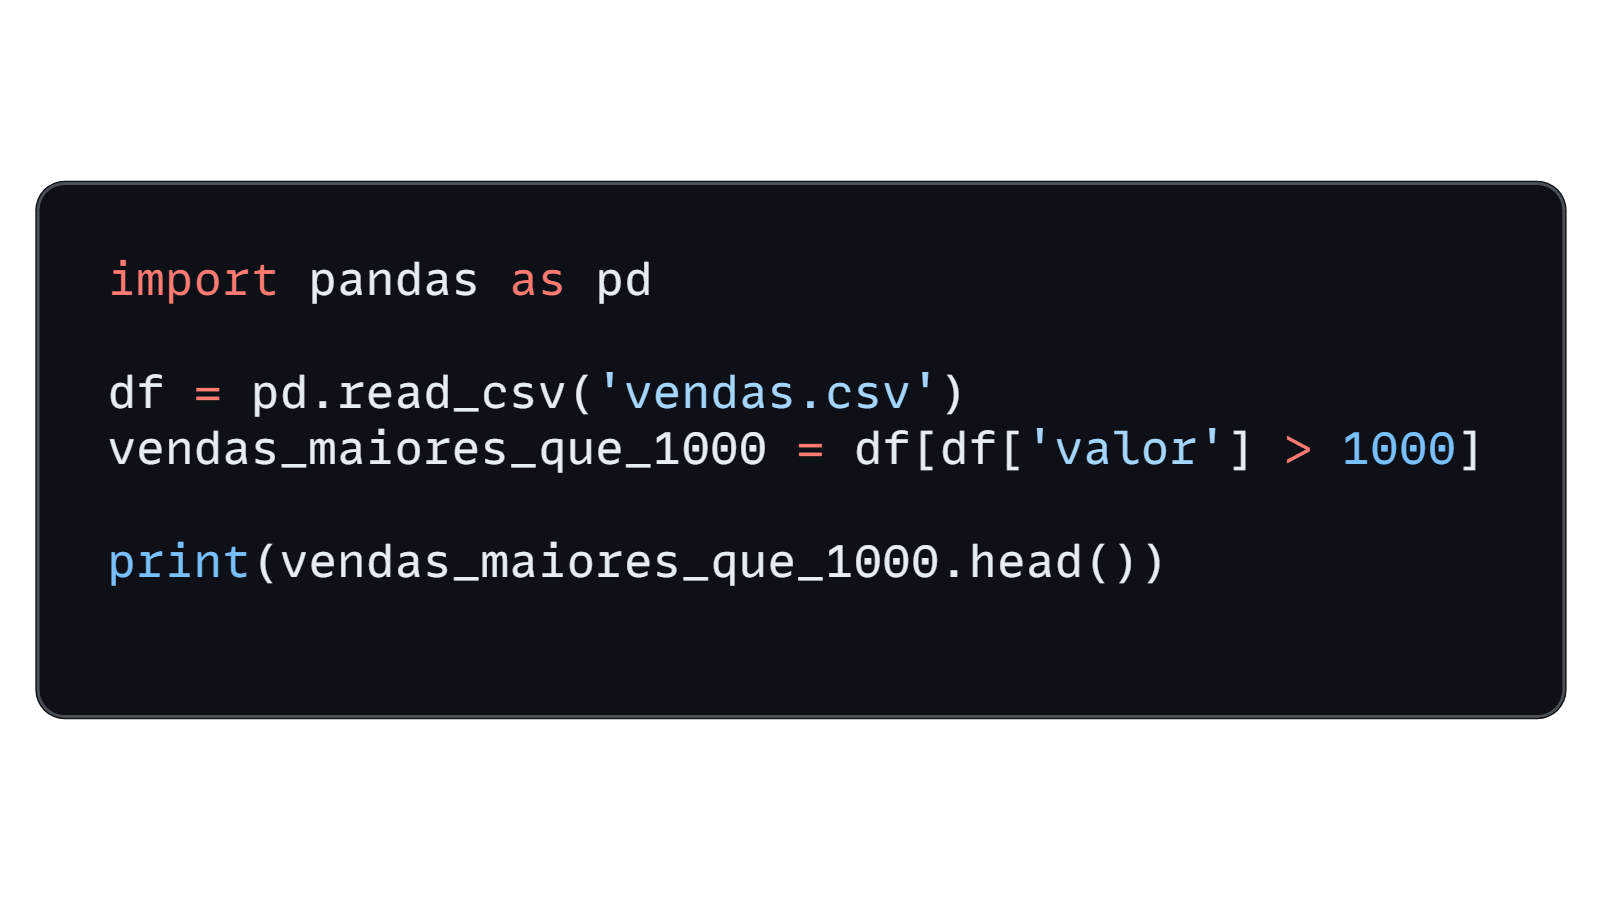 import pandas as pd
df = pd.read_csv('vendas.csv')
vendas_maiores_que_1000 = df[df['valor'] > 1000]
print(vendas_maiores_que_1000.head())